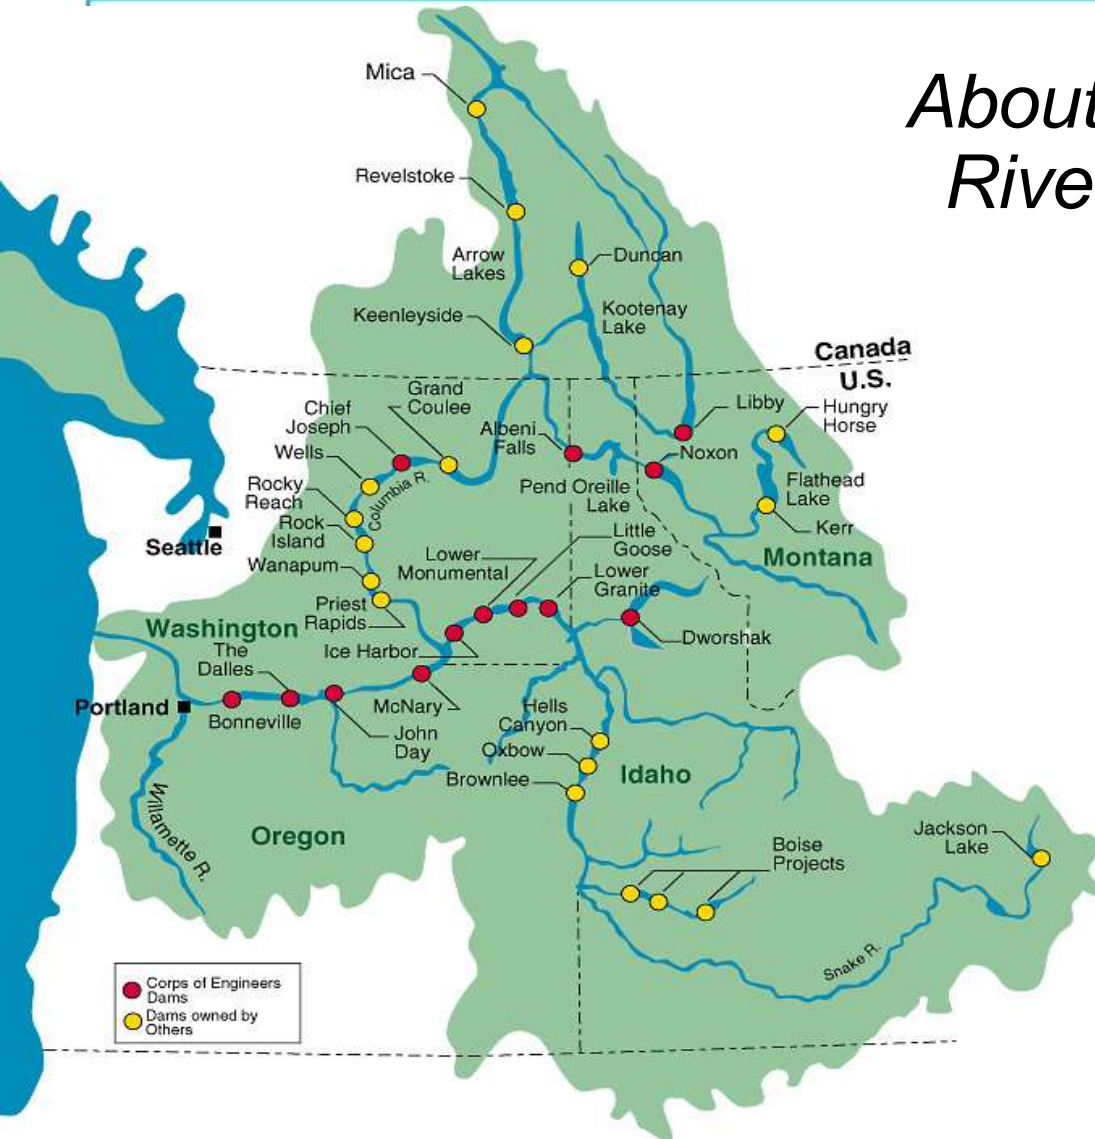 About
Rive
Mica
Revelstoke
Arrow
Lakes
Duncan
Keenleyside
Kootenay
Lake
Canada
U.S.
Grand
Coulee
Chief
Joseph
Albeni
Falls
Libby
Hungry
Horse
Wells
Noxon
Rocky
Reach
Columbia R.
Pend Oreille
Lake
Flathead
Lake
Rock
Island
Kerr
Seattle
Little
Goose
Lower
Monumental
Montana
Wanapum
Lower
Granite
Priest
Rapids
Washington
Ice Harbor
Dworshak
The
Dalles
Portland
Bonneville
McNary
John
Day
Hells
Canyon
Oxbow
Brownlee
Idaho
Willamette R.
Oregon
Boise
Projects
Jackson
Lake
Snake R.
Corps of Engineers
Dams
Dams owned by
Others